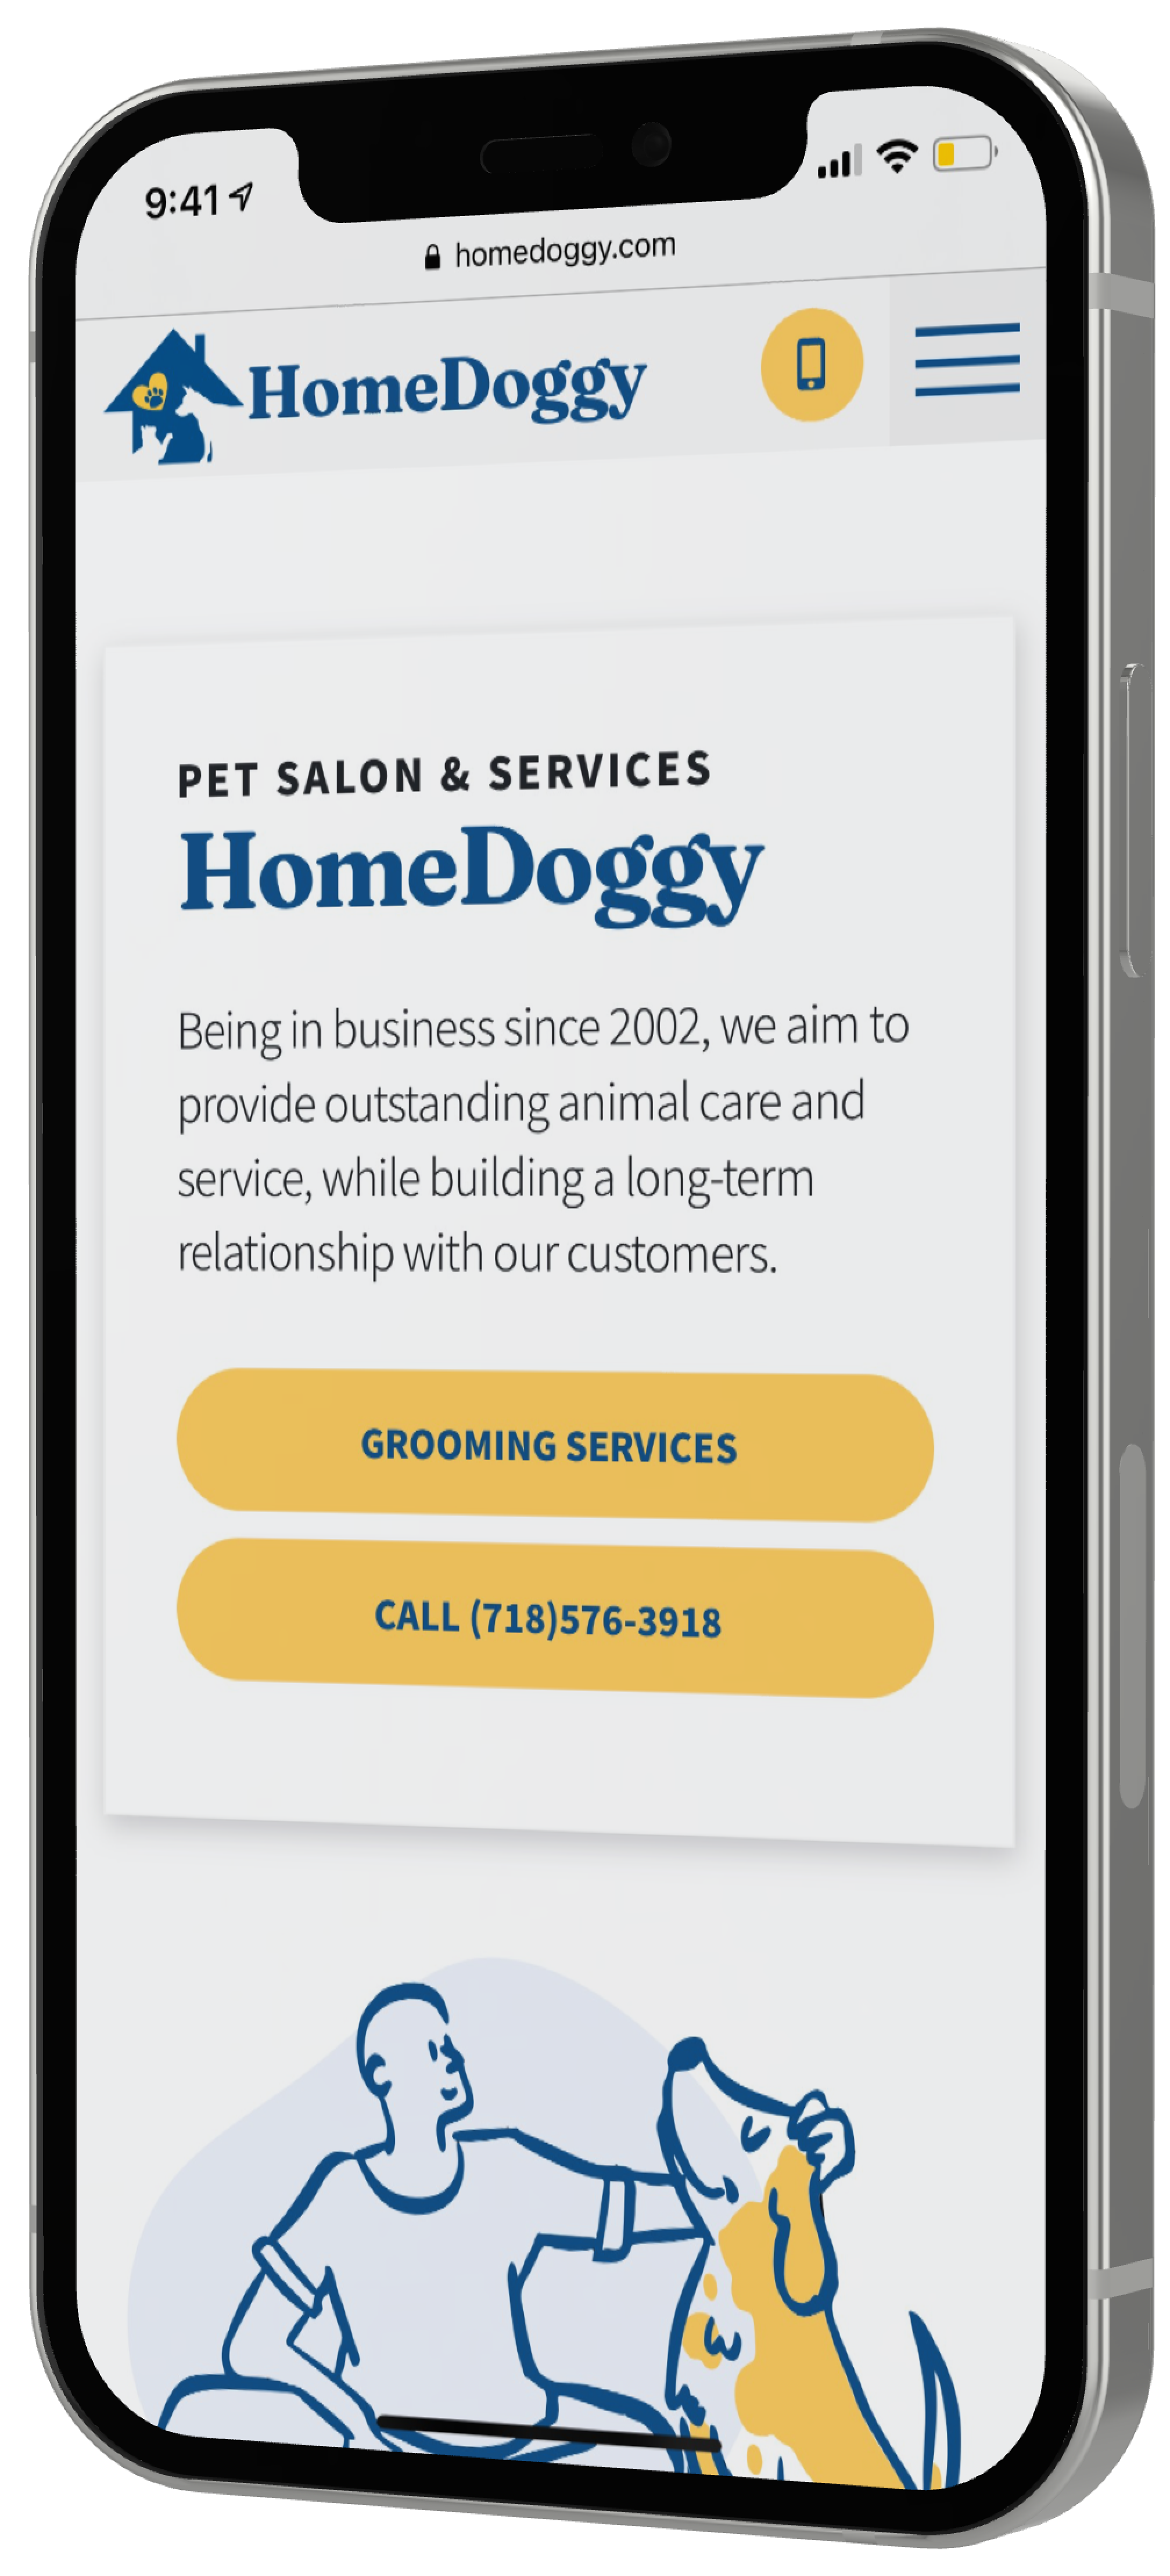 9:41
homedoggy.com
HomeDoggy
PET SALON & SERVICES
HomeDoggy
Being in business since 2002, we aim to
provide outstanding animal care and
service, while building a long-term
relationship with our customers.
GROOMING SERVICES
CALL (718)576-3918